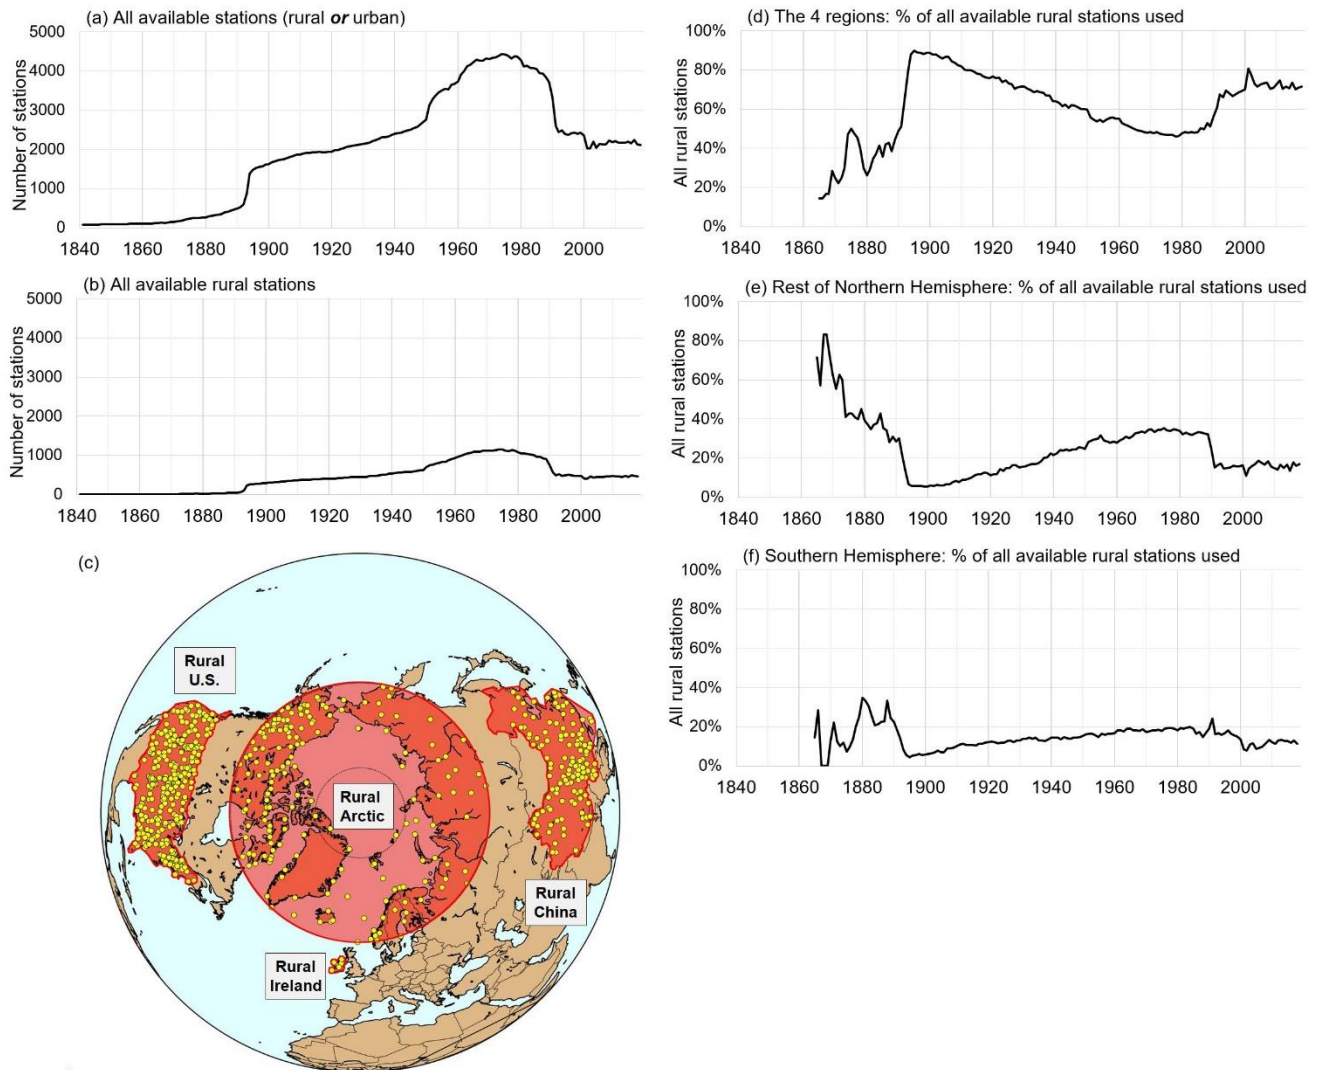 (a) All available stations (rural or urban)
Number of stations
5000
4000
3000
2000
1000
0
1840 1860 1880 1900 1920 1940 1960 1980 2000
(b) All available rural stations
Number of stations
5000
4000
3000
2000
1000
0
1840 1860 1880 1900 1920 1940 1960 1980 2000
(c)
Rural
U.S.
Rural
Arctic
Rural
China
Rural
Ireland
(d) The 4 regions: % of all available rural stations used
All rural stations
100%
80%
60%
40%
20%
0%
1840 1860 1880 1900 1920 1940 1960 1980 2000
(e) Rest of Northern Hemisphere: % of all available rural stations used
All rural stations
100%
80%
60%
40%
20%
0%
1840 1860 1880 1900 1920 1940 1960 1980 2000
(f) Southern Hemisphere: % of all available rural stations used
All rural stations
100%
80%
60%
40%
20%
0%
1840 1860 1880 1900 1920 1940 1960 1980 2000